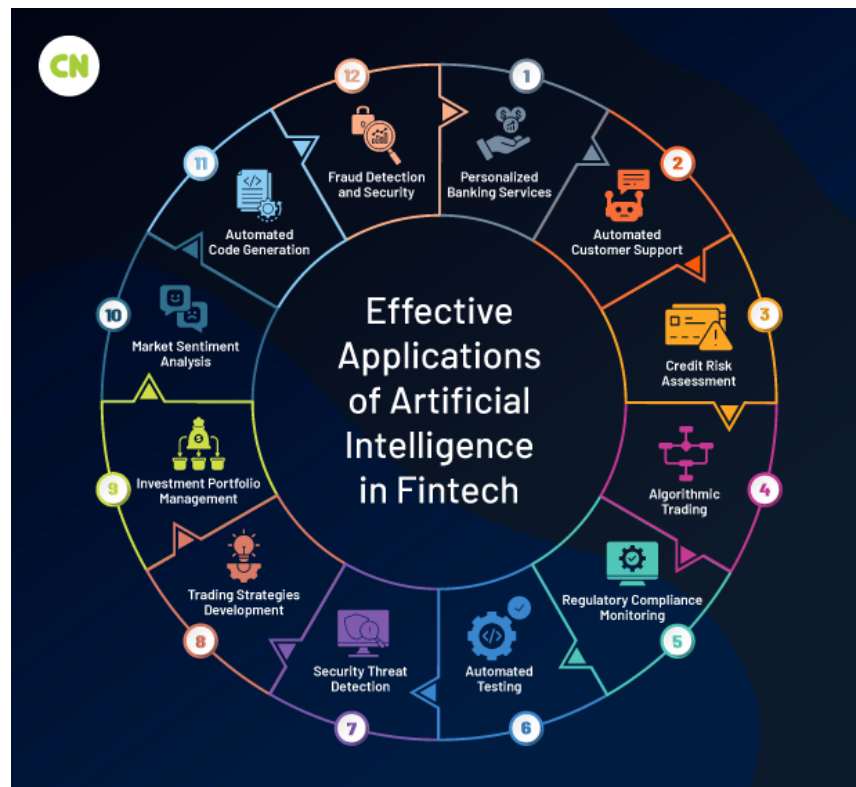 CN
Effective
Applications
of Artificial
Intelligence
in Fintech
1
Personalized
Banking Services
2
Automated
Customer Support
3
Credit Risk
Assessment
4
Algorithmic
Trading
5
Regulatory Compliance
Monitoring
6
Automated
Testing
7
Security Threat
Detection
8
Trading Strategies
Development
9
Investment Portfolio
Management
10
Market Sentiment
Analysis
11
Automated
Code Generation
12
Fraud Detection
and Security